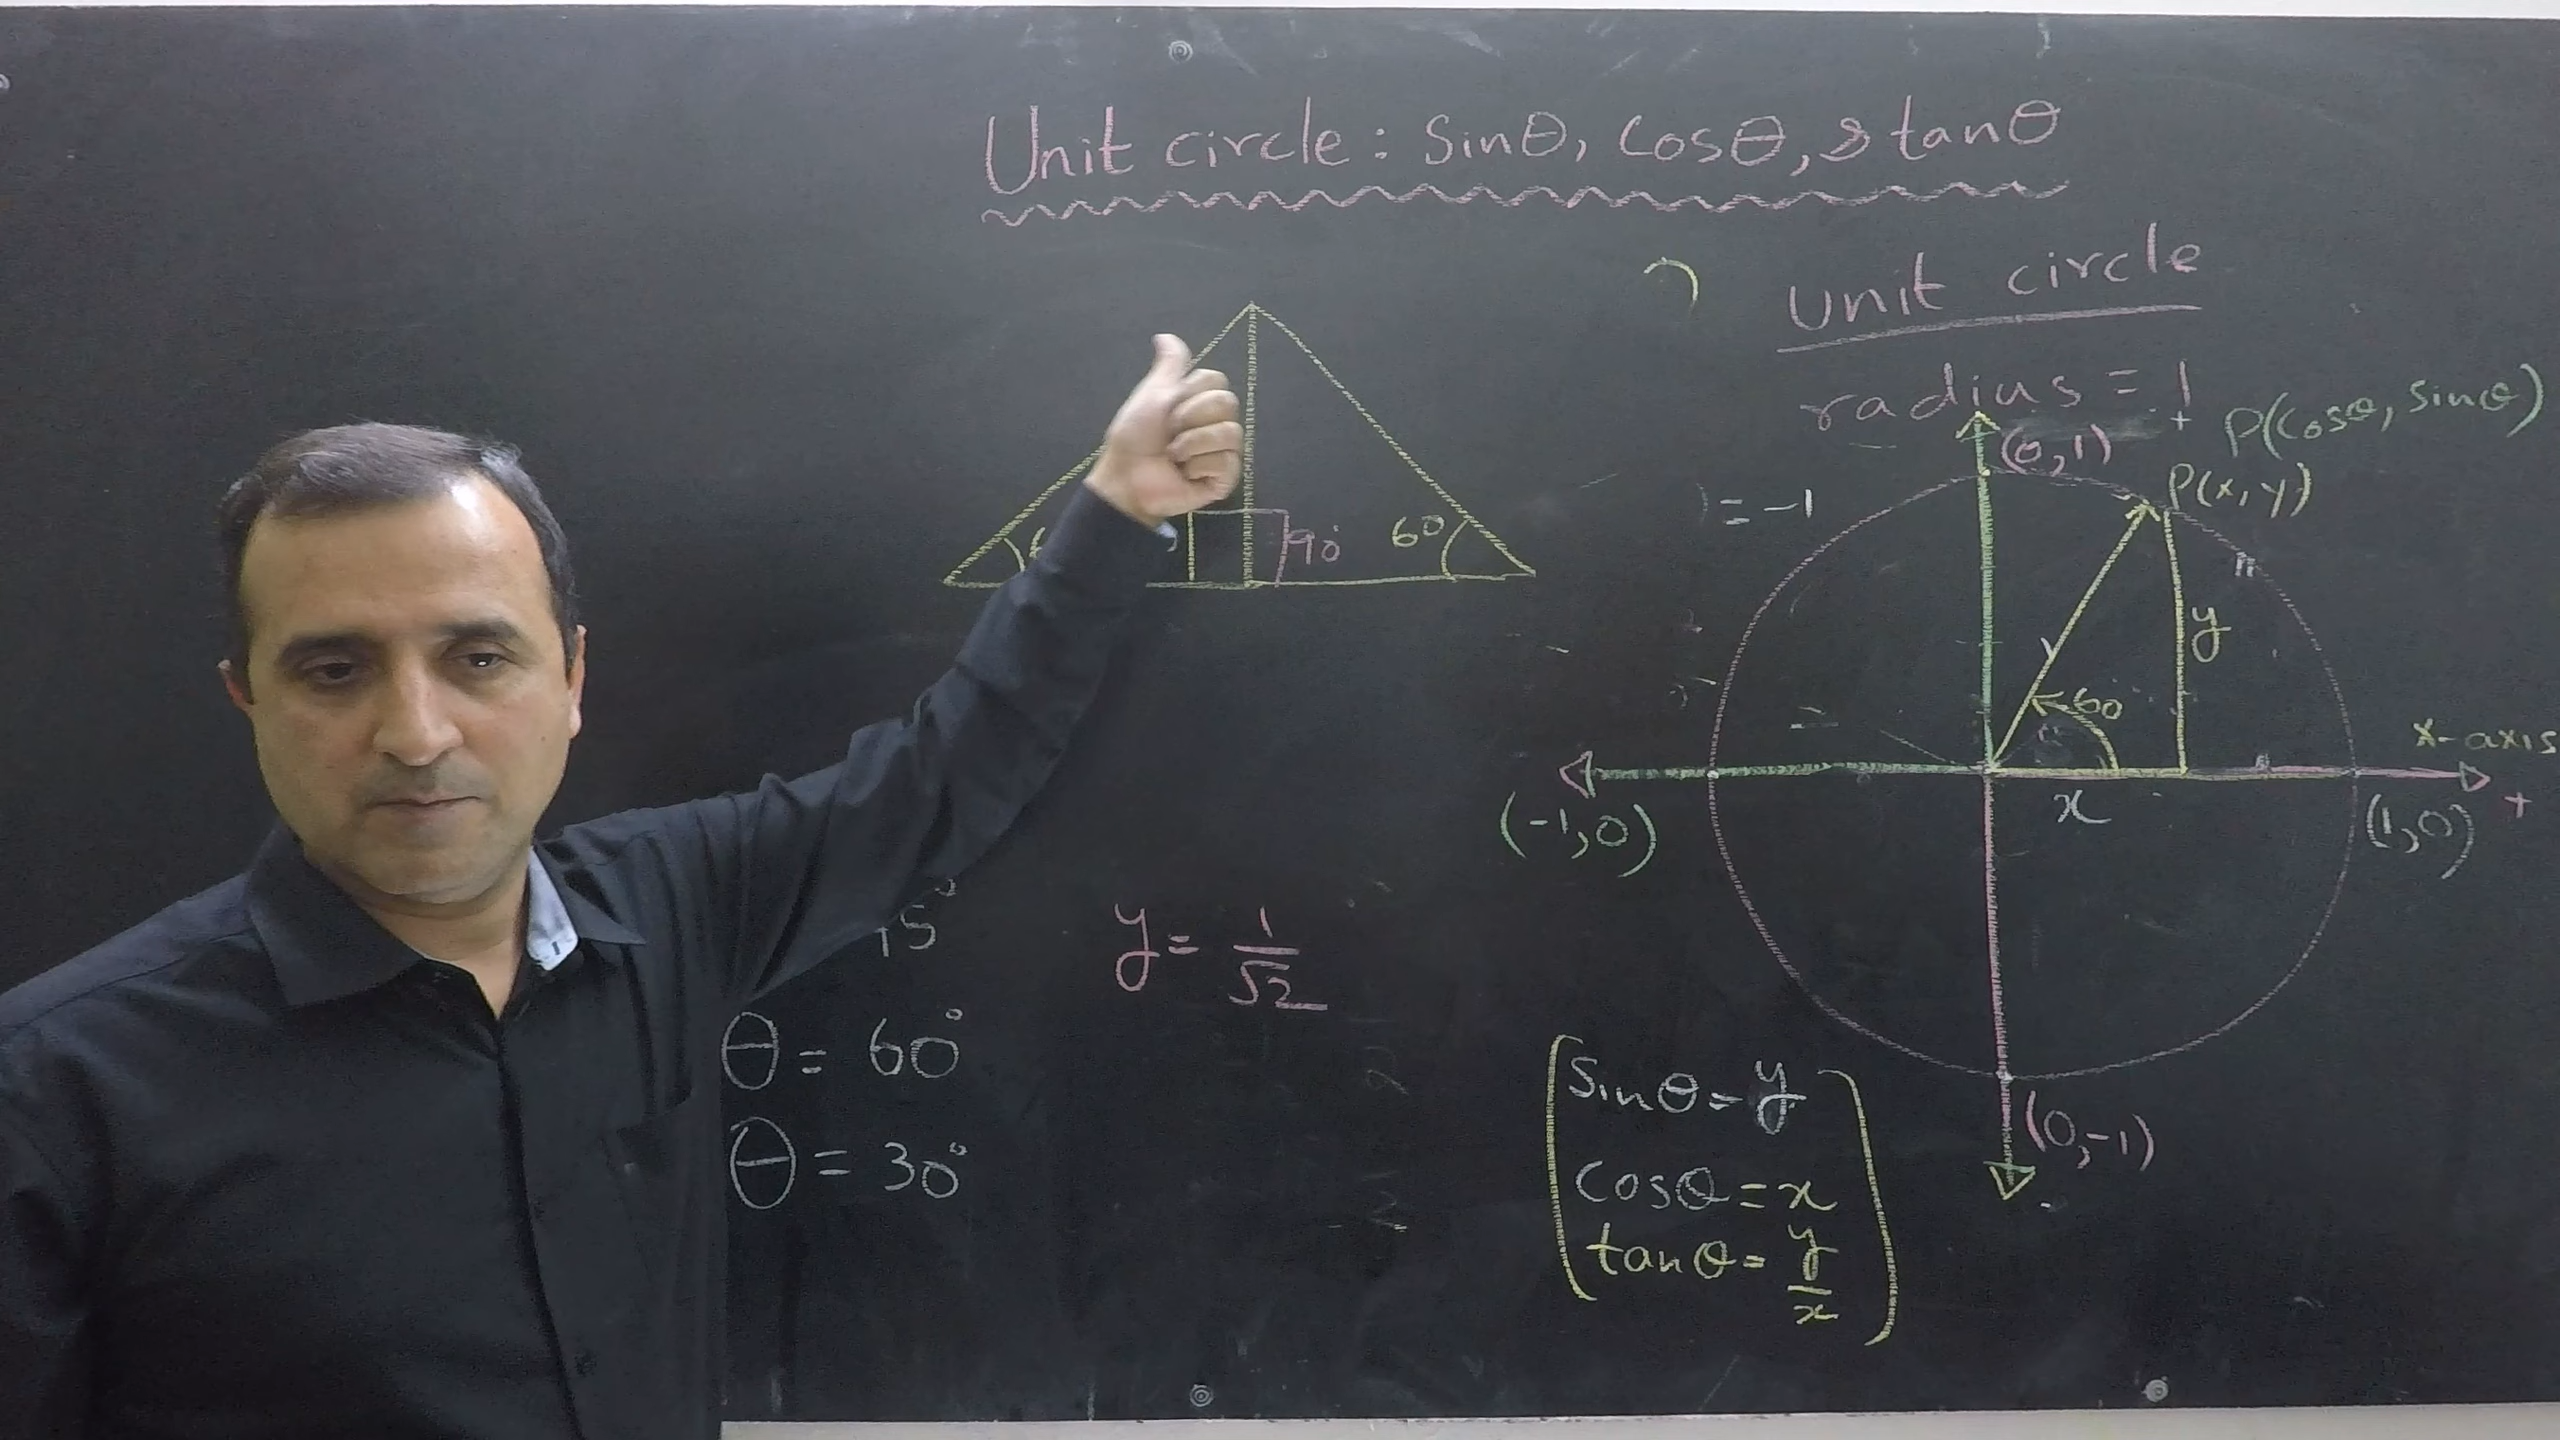 Unit circle: Sinθ, Cosθ, & tanθ
unit circle
radius = 1
P(Cosθ, Sinθ)
(0,1)
P(x, y)
= -1
90°
60
y
60
x-axis
x
(-1,0)
(1,0)
+
+
5°
y = 1/√2
θ = 60°
θ = 30°
Sinθ = y
Cosθ = x
tanθ = y/x
(0,-1)